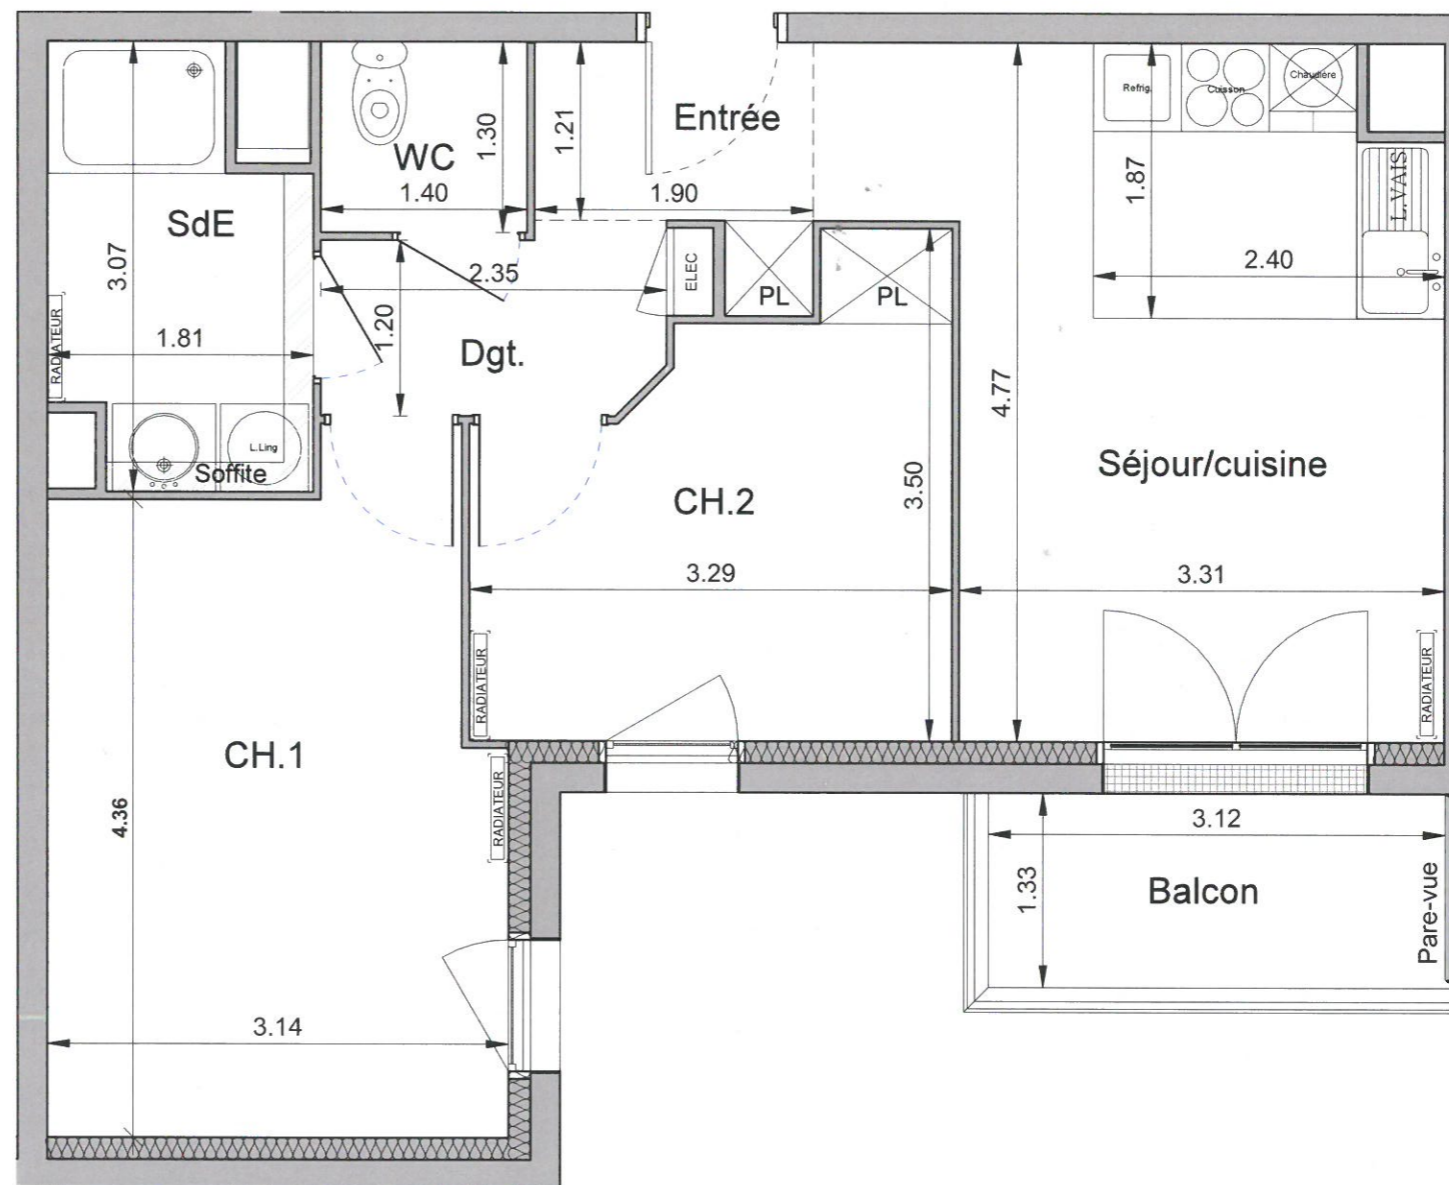 Refrig.
Cuisson
Chaudière
Entrée
WC
1.30
1.21
1.40
1.90
1.87
L.VAIS
SdE
3.07
2.35
ELEC
PL
PL
2.40
RADIATEUR
1.81
1.20
Dgt.
4.77
L.Ling
Soffite
CH.2
3.50
Séjour/cuisine
3.29
3.31
RADIATEUR
RADIATEUR
CH.1
4.36
RADIATEUR
3.12
1.33
Balcon
Pare-vue
3.14